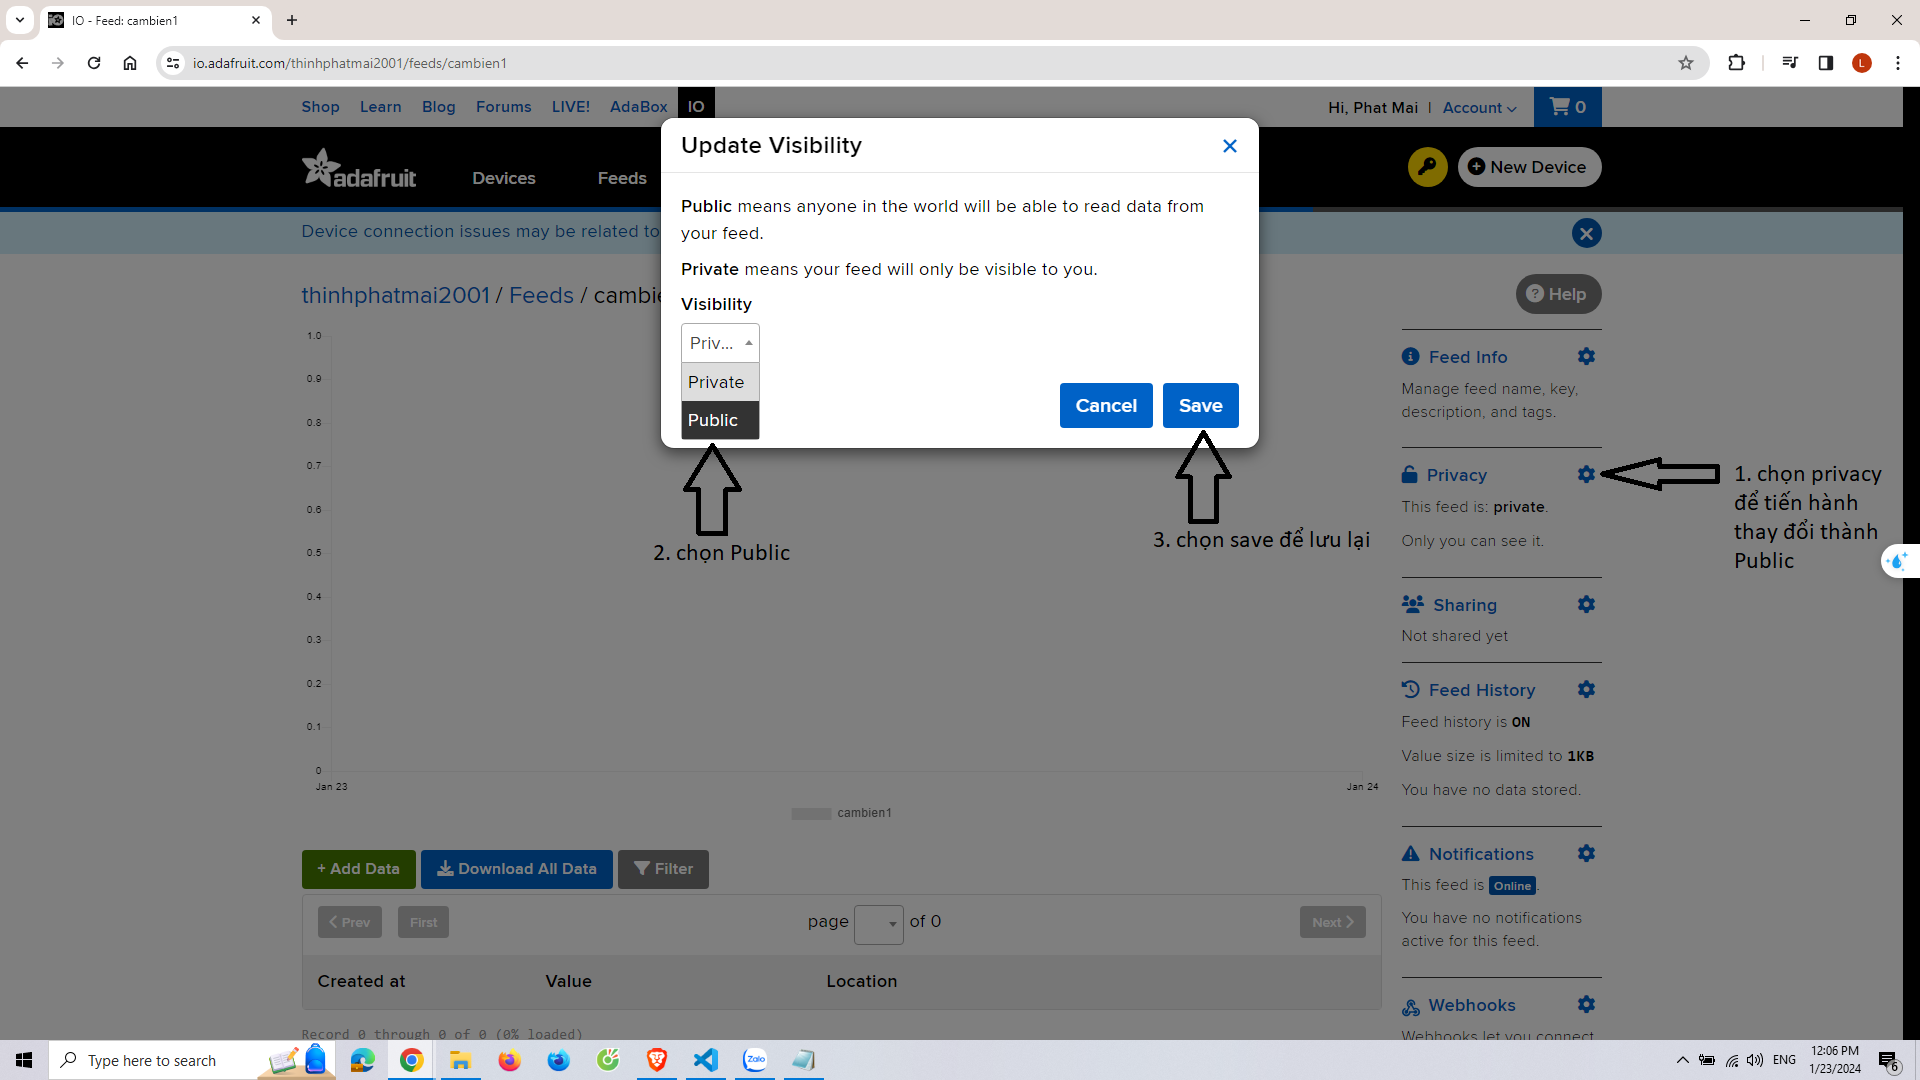 IO - Feed: cambien1
io.adafruit.com/thinhphatmai2001/feeds/cambien1
L
Shop Learn Blog Forums LIVE! AdaBox IO
Hi, Phat Mai | Account 0
adafruit Devices Feeds
New Device
Device connection issues may be related to
thinhphatmai2001 / Feeds / cambie
Help
Update Visibility
Public means anyone in the world will be able to read data from
your feed.
Private means your feed will only be visible to you.
Visibility
Priv...
Private
Public
Cancel Save
2. chọn Public
3. chọn save để lưu lại
1. chọn privacy
để tiến hành
thay đổi thành
Public
1.0
0.9
0.8
0.7
0.6
0.5
0.4
0.3
0.2
0.1
0
Jan 23 Jan 24
cambien1
Feed Info
Manage feed name, key,
description, and tags.
Privacy
This feed is: private.
Only you can see it.
Sharing
Not shared yet
Feed History
Feed history is ON
Value size is limited to 1KB
You have no data stored.
Notifications
This feed is Online.
You have no notifications
active for this feed.
Webhooks
Webhooks let you connect
+ Add Data Download All Data Filter
Prev First page of 0 Next
Created at Value Location
Record 0 through 0 of 0 (0% loaded)
Type here to search
Zalo
ENG
12:06 PM
1/23/2024
6